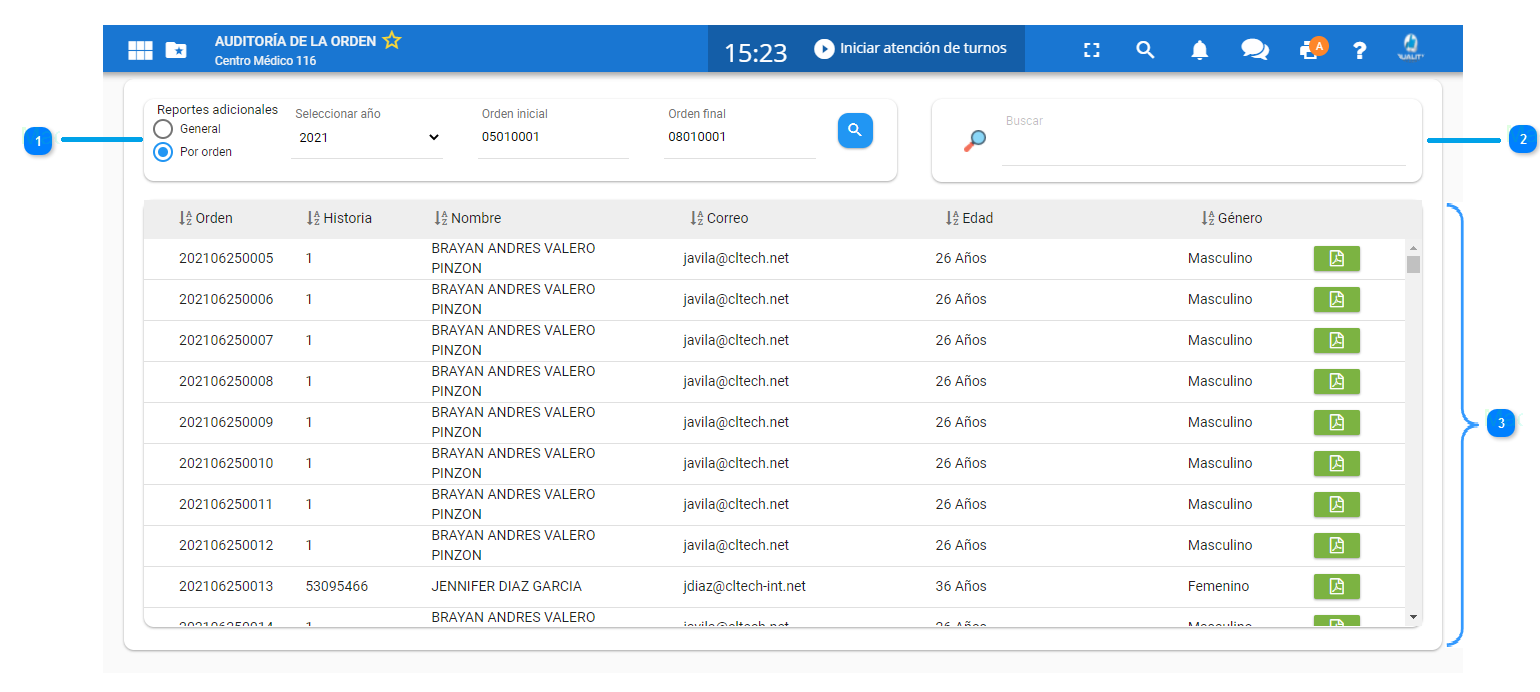 AUDITORÍA DE LA ORDEN
Centro Médico 116
15:23 Iniciar atención de turnos
A
?
Reportes adicionales
General
Por orden
Seleccionar año
2021
Orden inicial
05010001
Orden final
08010001
Buscar
1
2
Orden Historia Nombre Correo Edad Género
202106250005 1 BRAYAN ANDRES VALERO PINZON javila@cltech.net 26 Años Masculino
202106250006 1 BRAYAN ANDRES VALERO PINZON javila@cltech.net 26 Años Masculino
202106250007 1 BRAYAN ANDRES VALERO PINZON javila@cltech.net 26 Años Masculino
202106250008 1 BRAYAN ANDRES VALERO PINZON javila@cltech.net 26 Años Masculino
202106250009 1 BRAYAN ANDRES VALERO PINZON javila@cltech.net 26 Años Masculino
202106250010 1 BRAYAN ANDRES VALERO PINZON javila@cltech.net 26 Años Masculino
202106250011 1 BRAYAN ANDRES VALERO PINZON javila@cltech.net 26 Años Masculino
202106250012 1 BRAYAN ANDRES VALERO PINZON javila@cltech.net 26 Años Masculino
202106250013 53095466 JENNIFER DIAZ GARCIA jdiaz@cltech-int.net 36 Años Femenino
BRAYAN ANDRES VALERO
3